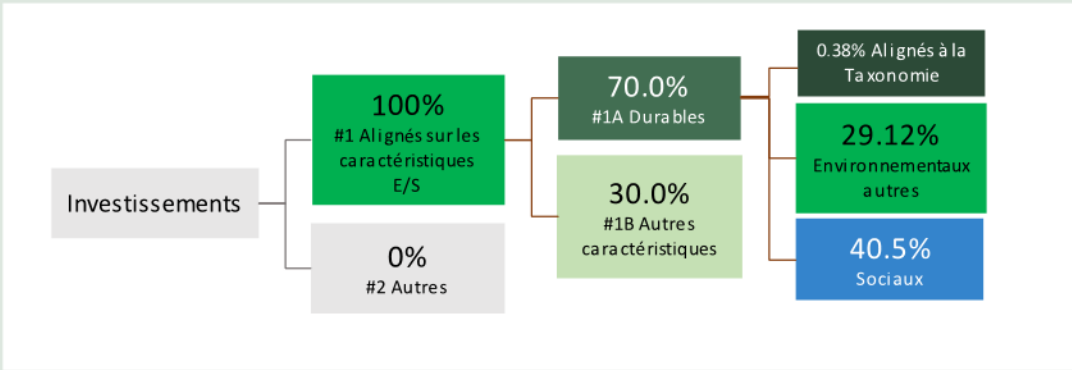 Investissements
100%
#1 Alignés sur les
caractéristiques
E/S
0%
#2 Autres
70.0%
#1A Durables
30.0%
#1B Autres
caractéristiques
0.38% Alignés à la
Taxonomie
29.12%
Environnementaux
autres
40.5%
Sociaux